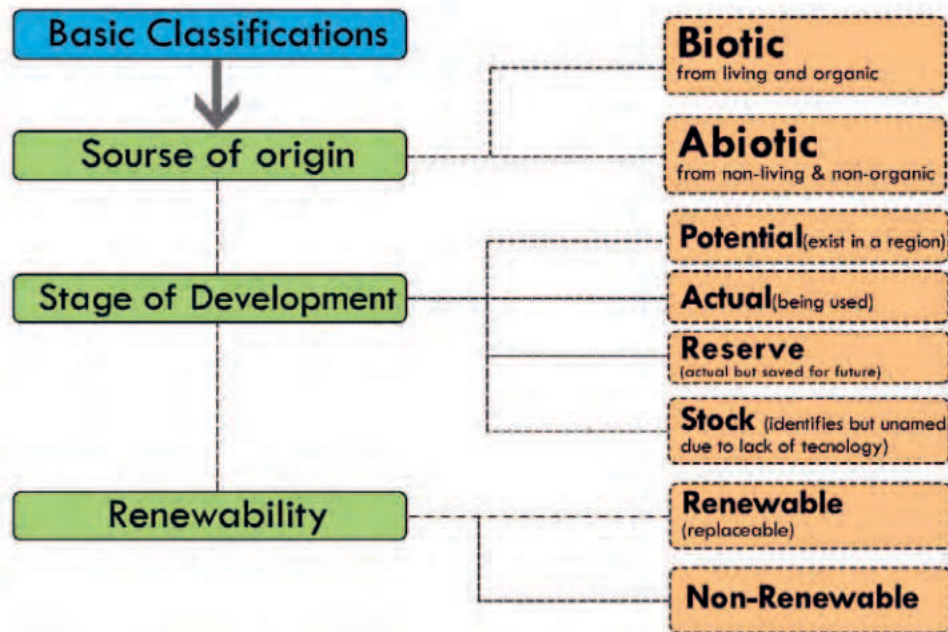 Basic Classifications
Biotic
from living and organic
Sourse of origin
Abiotic
from non-living & non-organic
Stage of Development
Potential(exist in a region)
Actual(being used)
Reserve
(actual but saved for future)
Stock (identifies but unamed
due to lack of tecnology)
Renewability
Renewable
(replaceable)
Non-Renewable